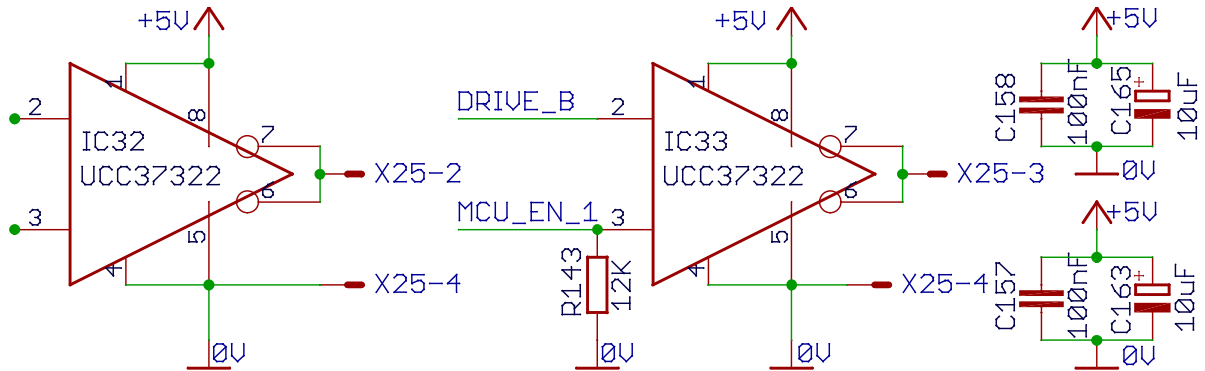 +5V
1
8
2
7
IC32
UCC37322
X25-2
6
3
5
4
X25-4
0V
+5V
1
8
DRIVE_B
2
7
IC33
UCC37322
X25-3
6
MCU_EN_1
3
5
4
X25-4
R143
12K
0V
0V
+5V
C158
100nF
C165
+
10uF
0V
+5V
C157
100nF
C163
+
10uF
0V